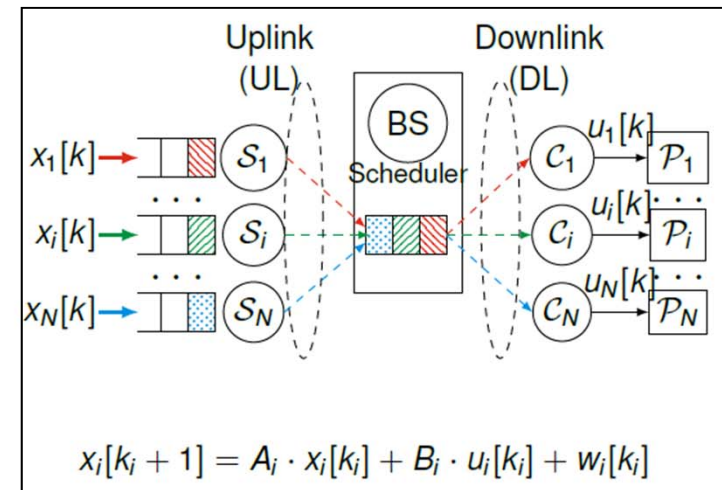 Uplink
(UL)
Downlink
(DL)
BS
Scheduler
x₁[k]
S₁
C₁
u₁[k]
P₁
. . .
. . .
xᵢ[k]
Sᵢ
Cᵢ
uᵢ[k]
Pᵢ
. . .
. . .
x_N[k]
S_N
C_N
u_N[k]
P_N
xᵢ[kᵢ + 1] = Aᵢ · xᵢ[kᵢ] + Bᵢ · uᵢ[kᵢ] + wᵢ[kᵢ]